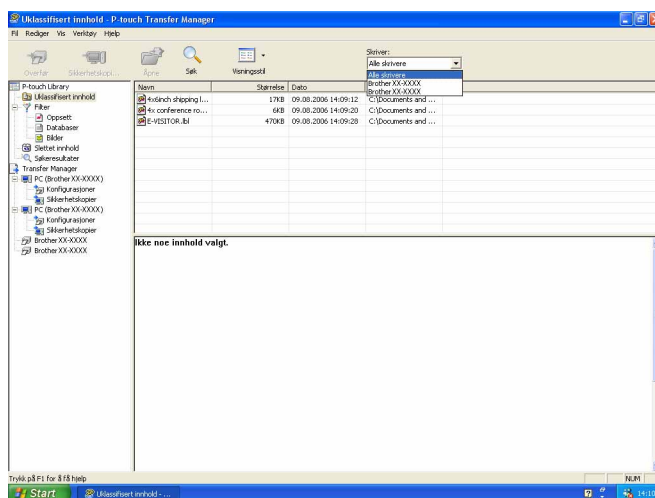 Uklassifisert innhold - P-touch Transfer Manager
Fil Rediger Vis Verktøy Hjelp
Overfør Sikkerhetskopi... Åpne Søk Visningsstil
Skriver:
Alle skrivere
Alle skrivere
Brother XX-XXXX
Brother XX-XXXX
P-touch Library
Uklassifisert innhold
Filter
Oppsett
Databaser
Bilder
Slettet innhold
Søkeresultater
Transfer Manager
PC (Brother XX-XXXX)
Konfigurasjoner
Sikkerhetskopier
PC (Brother XX-XXXX)
Konfigurasjoner
Sikkerhetskopier
Brother XX-XXXX
Brother XX-XXXX
Navn Størrelse Dato
4x6inch shipping l... 17KB 09.08.2006 14:09:12 C:\Documents and ...
4x conference ro... 6KB 09.08.2006 14:09:20 C:\Documents and ...
E-VISITOR.lbl 470KB 09.08.2006 14:09:28 C:\Documents and ...
Ikke noe innhold valgt.
Trykk på F1 for å få hjelp NUM
Start Uklassifisert innhold - ... 14:10